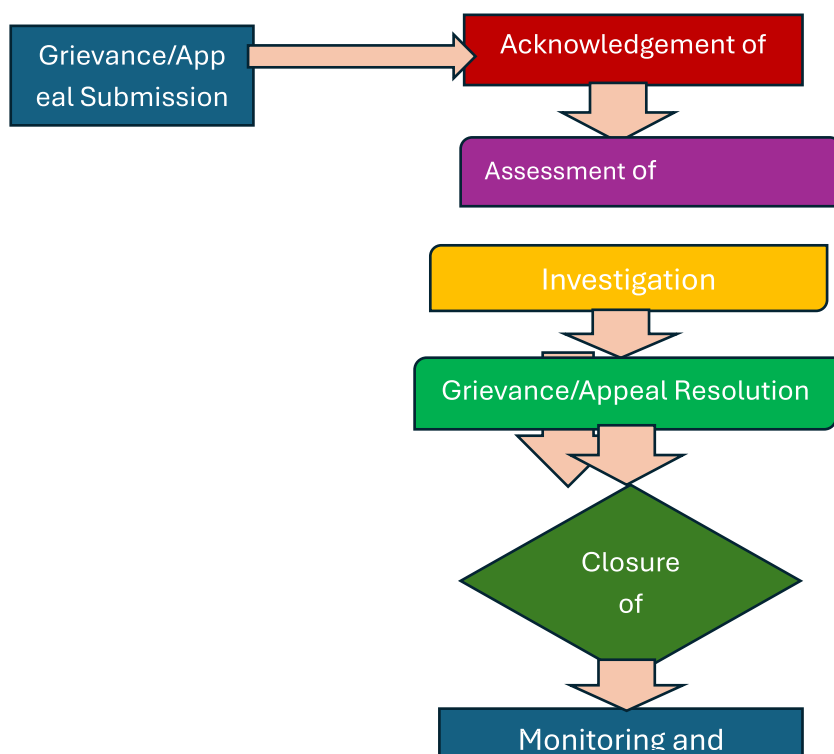 Grievance/App
eal Submission
Acknowledgement of
Assessment of
Investigation
Grievance/Appeal Resolution
Closure
of
Monitoring and